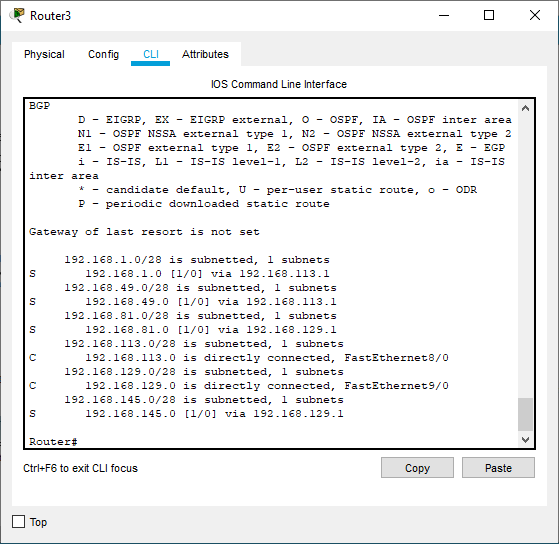 Router3
Physical Config CLI Attributes
IOS Command Line Interface
BGP
D - EIGRP, EX - EIGRP external, O - OSPF, IA - OSPF inter area
N1 - OSPF NSSA external type 1, N2 - OSPF NSSA external type 2
E1 - OSPF external type 1, E2 - OSPF external type 2, E - EGP
i - IS-IS, L1 - IS-IS level-1, L2 - IS-IS level-2, ia - IS-IS
inter area
* - candidate default, U - per-user static route, o - ODR
P - periodic downloaded static route
Gateway of last resort is not set
192.168.1.0/28 is subnetted, 1 subnets
S 192.168.1.0 [1/0] via 192.168.113.1
192.168.49.0/28 is subnetted, 1 subnets
S 192.168.49.0 [1/0] via 192.168.113.1
192.168.81.0/28 is subnetted, 1 subnets
S 192.168.81.0 [1/0] via 192.168.129.1
192.168.113.0/28 is subnetted, 1 subnets
C 192.168.113.0 is directly connected, FastEthernet8/0
192.168.129.0/28 is subnetted, 1 subnets
C 192.168.129.0 is directly connected, FastEthernet9/0
192.168.145.0/28 is subnetted, 1 subnets
S 192.168.145.0 [1/0] via 192.168.129.1
Router#
Ctrl+F6 to exit CLI focus
Copy Paste
Top